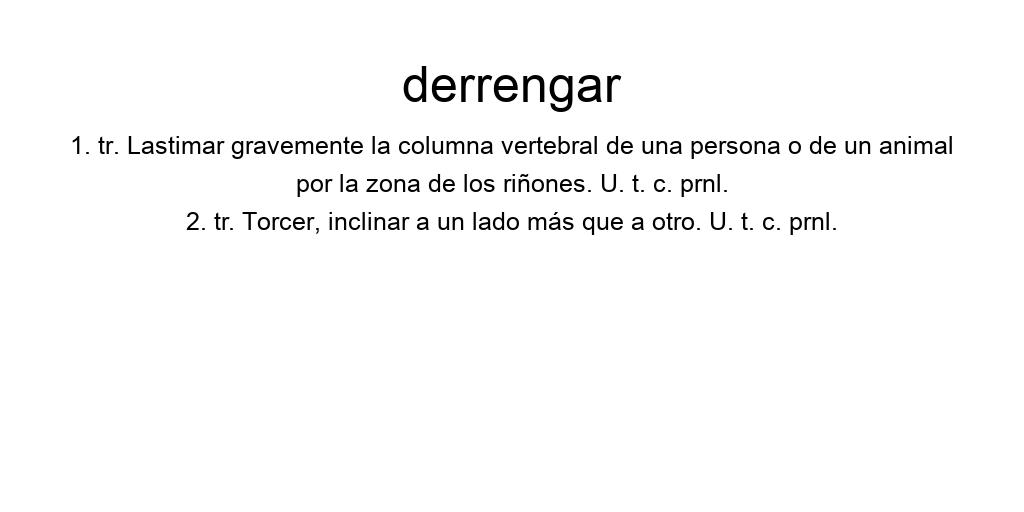 derrengar
1. tr. Lastimar gravemente la columna vertebral de una persona o de un animal
por la zona de los riñones. U. t. c. prnl.
2. tr. Torcer, inclinar a un lado más que a otro. U. t. c. prnl.